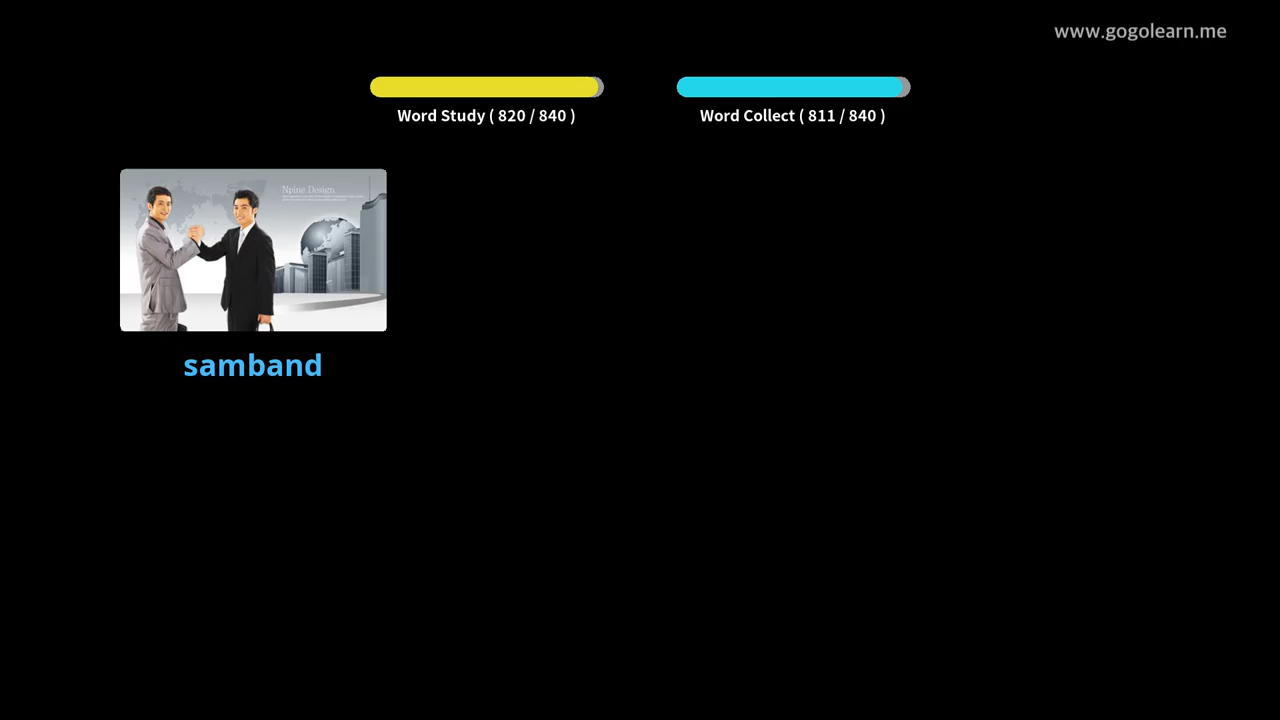 www.gogolearn.me
Word Study ( 820 / 840 )
Word Collect ( 811 / 840 )
Npine Design
samband